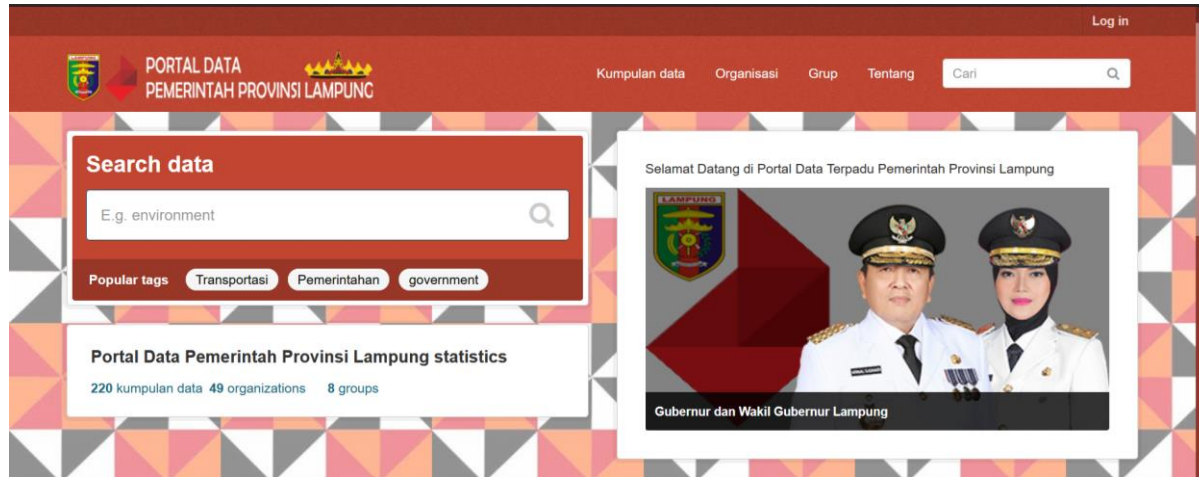 Log in
PORTAL DATA
PEMERINTAH PROVINSI LAMPUNG
Kumpulan data Organisasi Grup Tentang Cari
Search data
E.g. environment
Popular tags Transportasi Pemerintahan government
Portal Data Pemerintah Provinsi Lampung statistics
220 kumpulan data 49 organizations 8 groups
Selamat Datang di Portal Data Terpadu Pemerintah Provinsi Lampung
LAMPUNG
Gubernur dan Wakil Gubernur Lampung